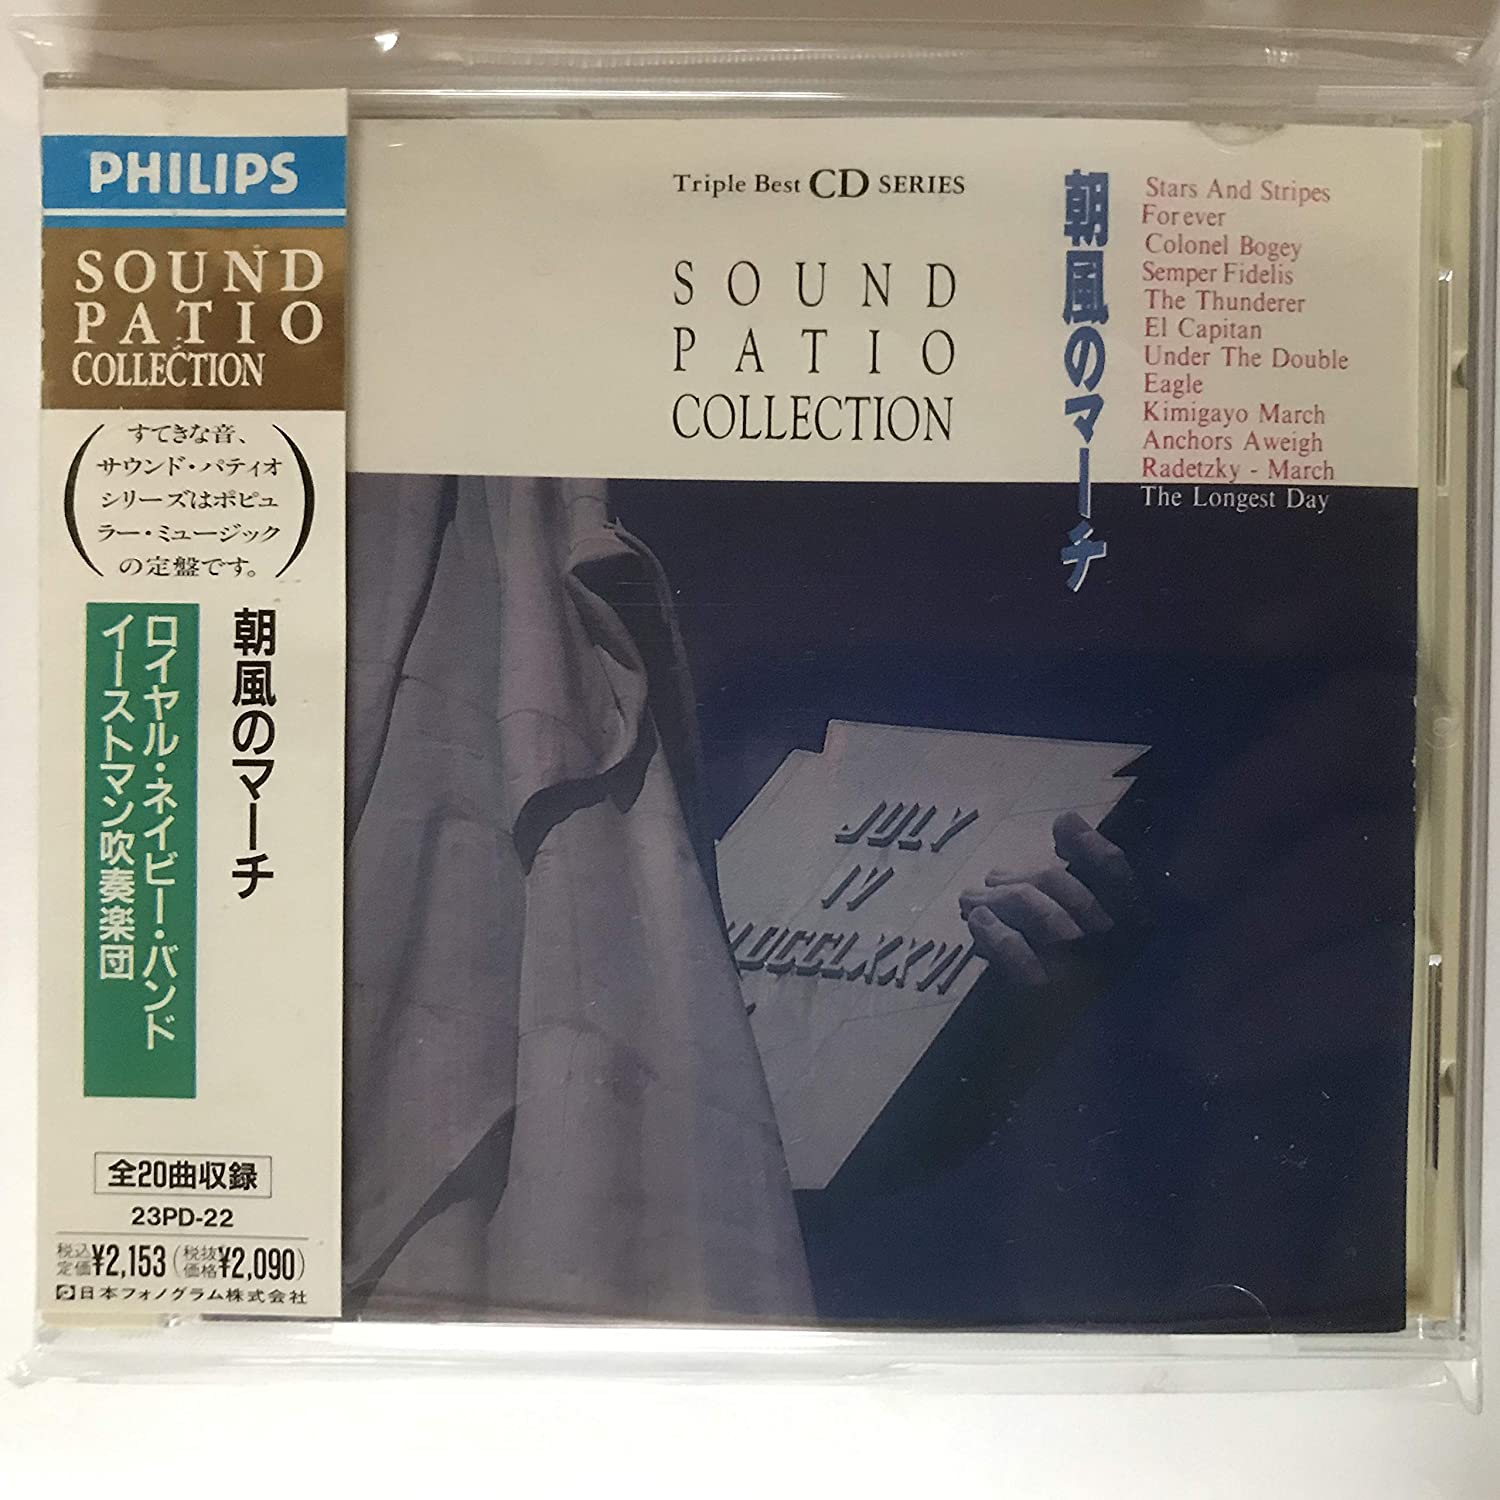 PHILIPS
SOUND
PATIO
COLLECTION
すてきな音、
サウンド・パティオ
シリーズはポピュ
ラー・ミュージック
の定盤です。
朝風のマーチ
ロイヤル・ネイビー・バンド
イーストマン吹奏楽団
全20曲収録
23PD-22
税込定価¥2,153(税抜価格¥2,090)
日本フォノグラム株式会社
Triple Best CD SERIES
SOUND
PATIO
COLLECTION
朝風のマーチ
Stars And Stripes
Forever
Colonel Bogey
Semper Fidelis
The Thunderer
El Capitan
Under The Double
Eagle
Kimigayo March
Anchors Aweigh
Radetzky - March
The Longest Day
JULY
IV
MDCCLXXVI